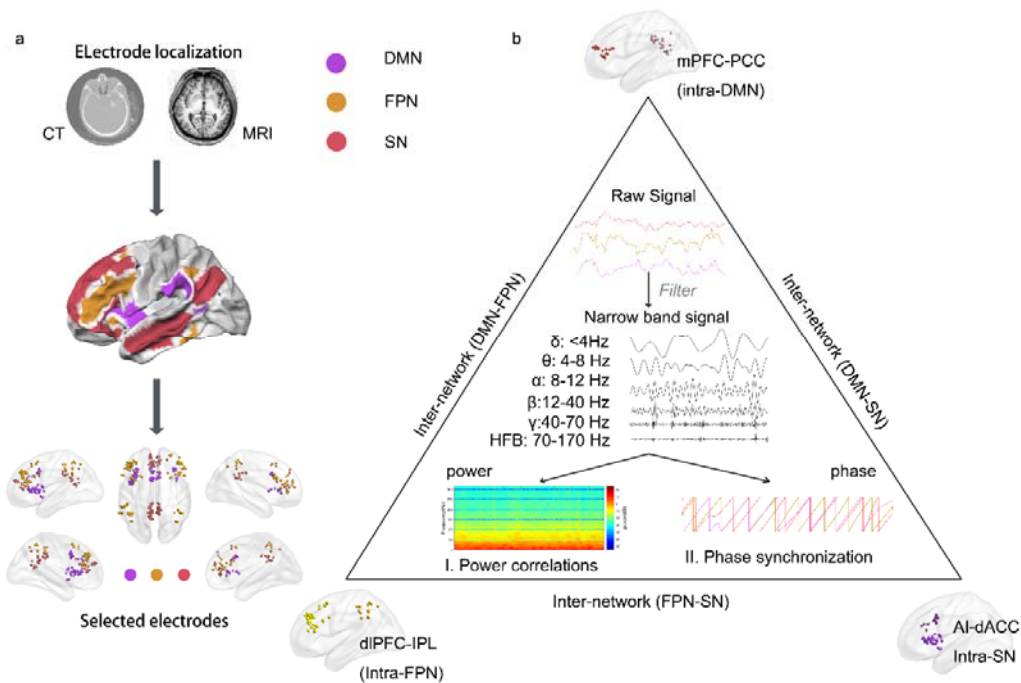 a
ELectrode localization
CT
MRI
DMN
FPN
SN
Selected electrodes
b
mPFC-PCC
(intra-DMN)
Raw Signal
Filter
Narrow band signal
δ: <4Hz
θ: 4-8 Hz
α: 8-12 Hz
β:12-40 Hz
γ:40-70 Hz
HFB: 70-170 Hz
power
phase
I. Power correlations
II. Phase synchronization
Inter-network (DMN-FPN)
Inter-network (DMN-SN)
Inter-network (FPN-SN)
dlPFC-IPL
(Intra-FPN)
AI-dACC
Intra-SN